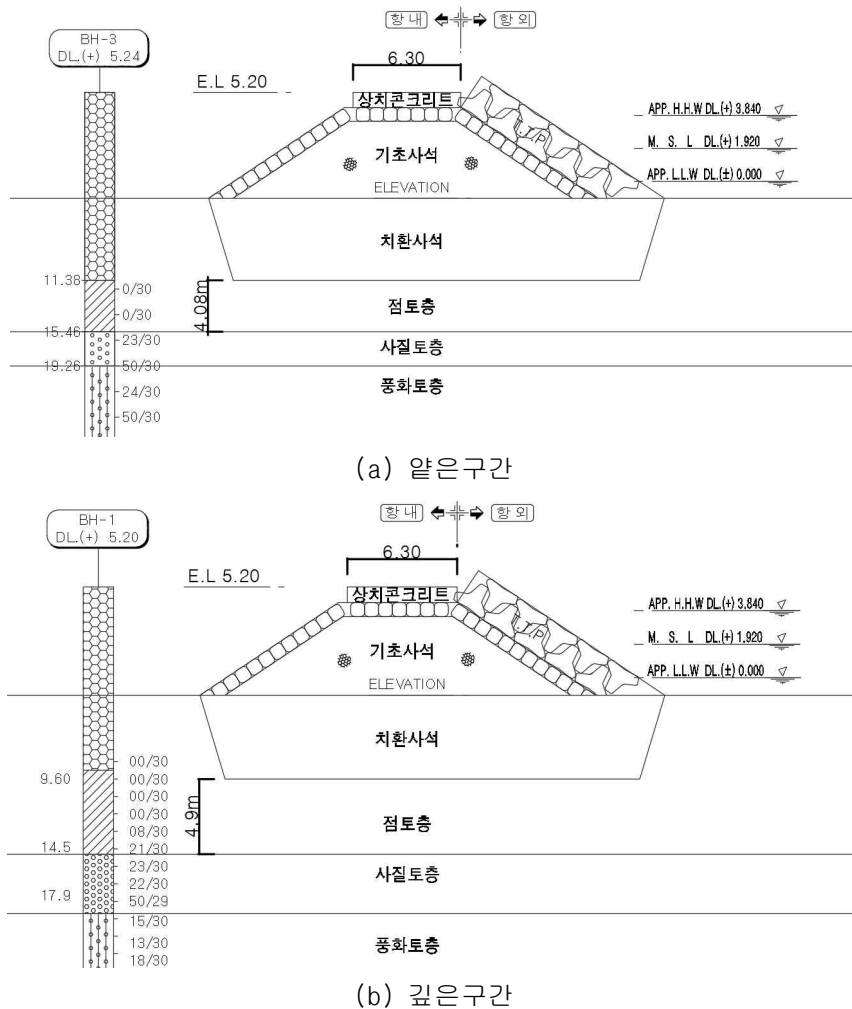 항 내 항 외
BH-3
DL.(+) 5.24
6.30
E.L 5.20
상치콘크리트
APP. H.H.W DL.(+) 3.840
T.T.P
기초사석
M. S. L DL.(+) 1.920
ELEVATION
APP. L.L.W DL.(±) 0.000
치환사석
11.38
0/30
4.08m
점토층
0/30
15.46
23/30
사질토층
19.26
50/30
풍화토층
24/30
50/30
(a) 얕은구간
항 내 항 외
BH-1
DL.(+) 5.20
6.30
E.L 5.20
상치콘크리트
APP. H.H.W DL.(+) 3.840
T.T.P
기초사석
M. S. L DL.(+) 1.920
ELEVATION
APP. L.L.W DL.(±) 0.000
치환사석
00/30
9.60
00/30
00/30
4.9m
00/30
점토층
08/30
14.5
21/30
23/30
사질토층
22/30
17.9
50/29
15/30
13/30
풍화토층
18/30
(b) 깊은구간